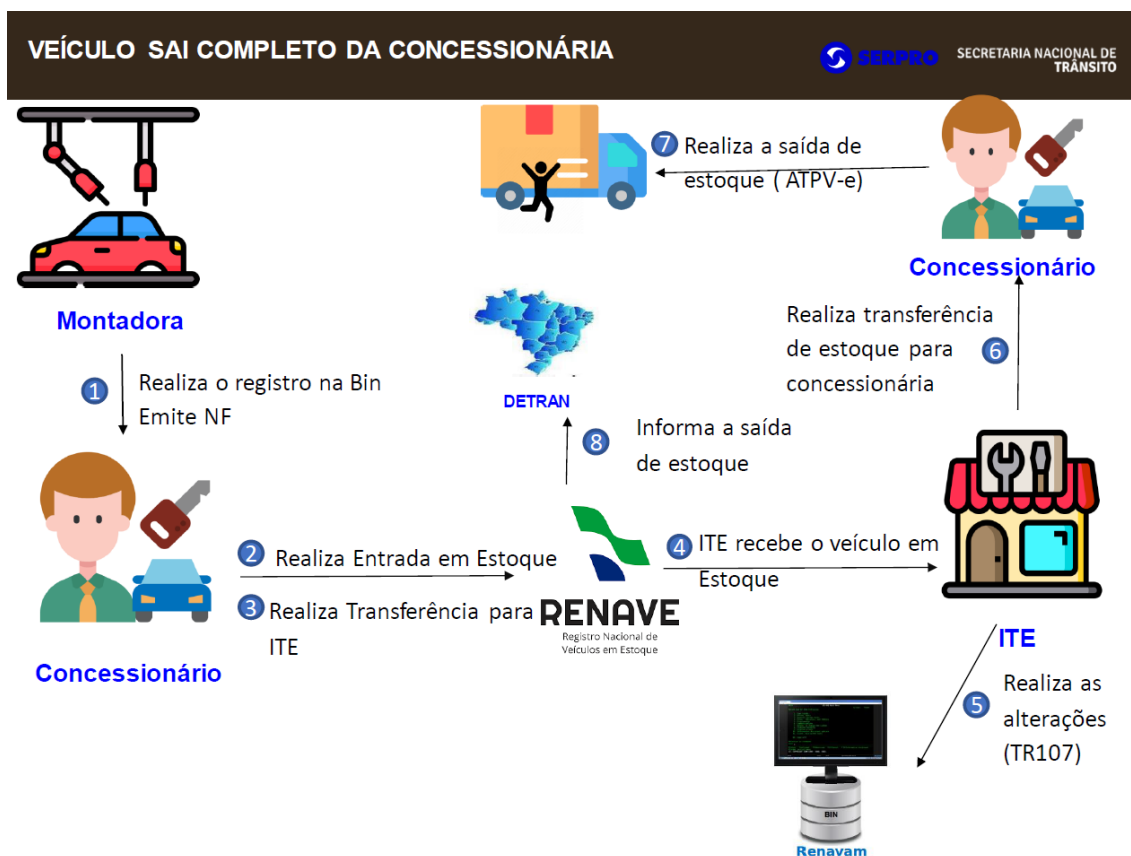 VEÍCULO SAI COMPLETO DA CONCESSIONÁRIA
SERPRO
SECRETARIA NACIONAL DE
TRÂNSITO
Montadora
1
Realiza o registro na Bin
Emite NF
Concessionário
2
Realiza Entrada em Estoque
3
Realiza Transferência para
ITE
RENAVE
Registro Nacional de
Veículos em Estoque
4
ITE recebe o veículo em
Estoque
ITE
5
Realiza as
alterações
(TR107)
BIN
Renavam
6
Realiza transferência
de estoque para
concessionária
Concessionário
7
Realiza a saída de
estoque ( ATPV-e)
8
Informa a saída
de estoque
DETRAN